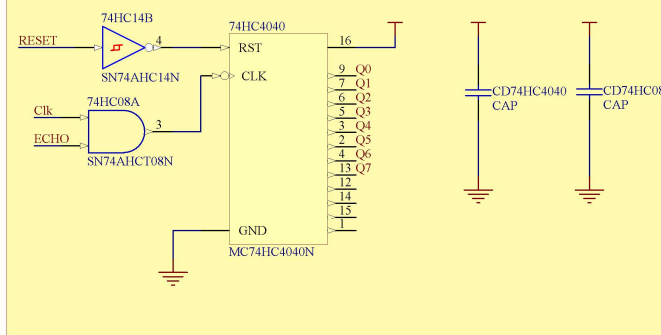 74HC14B
RESET
4
SN74AHC14N
74HC08A
Clk
ECHO
3
SN74AHCT08N
74HC4040
RST
CLK
GND
16
9 Q0
7 Q1
6 Q2
5 Q3
3 Q4
2 Q5
4 Q6
13 Q7
12
14
15
1
MC74HC4040N
CD74HC4040
CAP
CD74HC08
CAP